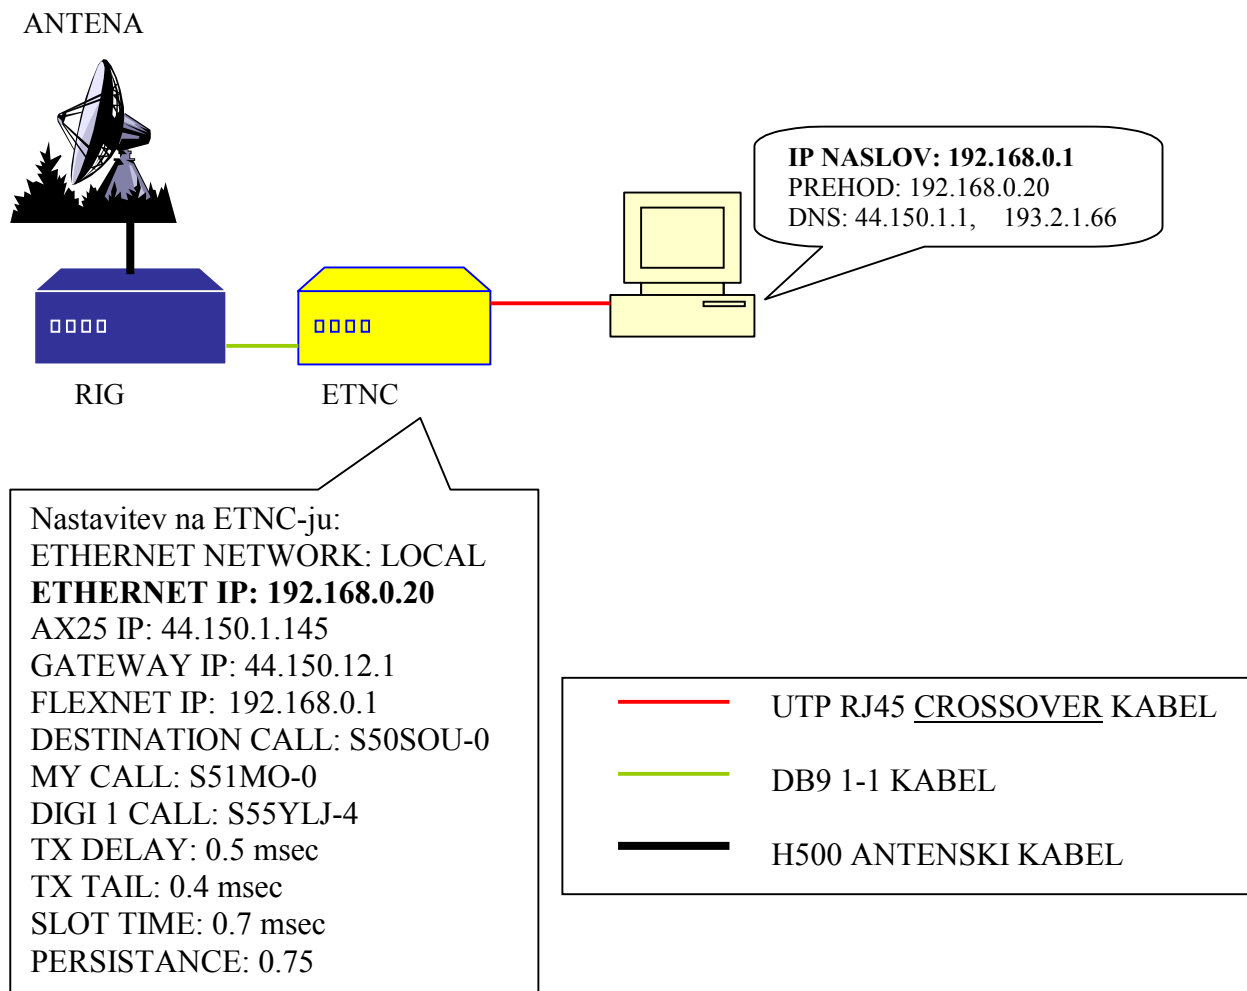 ANTENA
IP NASLOV: 192.168.0.1
PREHOD: 192.168.0.20
DNS: 44.150.1.1, 193.2.1.66
RIG
ETNC
Nastavitev na ETNC-ju:
ETHERNET NETWORK: LOCAL
ETHERNET IP: 192.168.0.20
AX25 IP: 44.150.1.145
GATEWAY IP: 44.150.12.1
FLEXNET IP: 192.168.0.1
DESTINATION CALL: S50SOU-0
MY CALL: S51MO-0
DIGI 1 CALL: S55YLJ-4
TX DELAY: 0.5 msec
TX TAIL: 0.4 msec
SLOT TIME: 0.7 msec
PERSISTANCE: 0.75
UTP RJ45 CROSSOVER KABEL
DB9 1-1 KABEL
H500 ANTENSKI KABEL